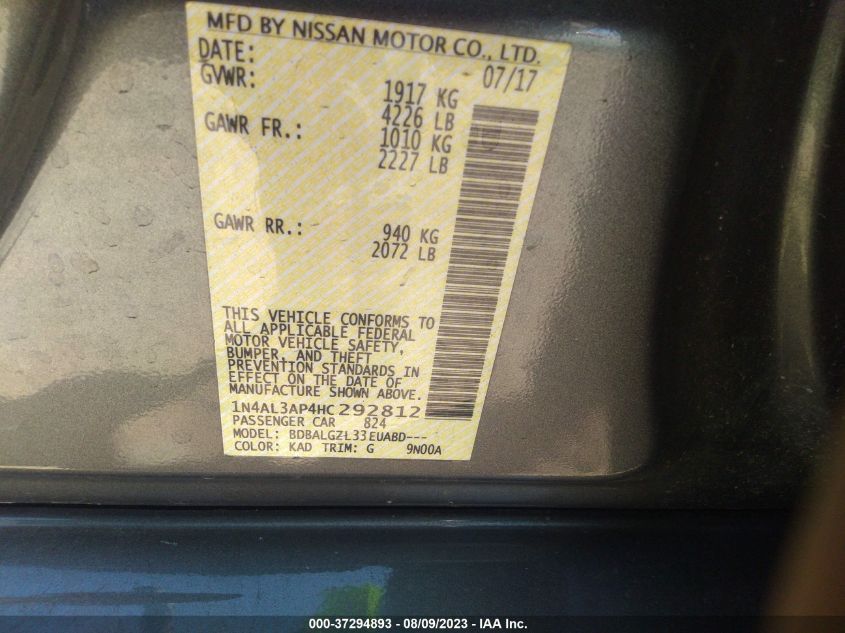 MFD BY NISSAN MOTOR CO., LTD.
DATE: 07/17
GVWR: 1917 KG
4226 LB
GAWR FR.: 1010 KG
2227 LB
GAWR RR.: 940 KG
2072 LB
THIS VEHICLE CONFORMS TO
ALL APPLICABLE FEDERAL
MOTOR VEHICLE SAFETY,
BUMPER, AND THEFT
PREVENTION STANDARDS IN
EFFECT ON THE DATE OF
MANUFACTURE SHOWN ABOVE.
1N4AL3AP4HC292812
PASSENGER CAR 824
MODEL: BDBALGZL33EUABD---
COLOR: KAD TRIM: G 9N00A
000-37294893 - 08/09/2023 - IAA Inc.